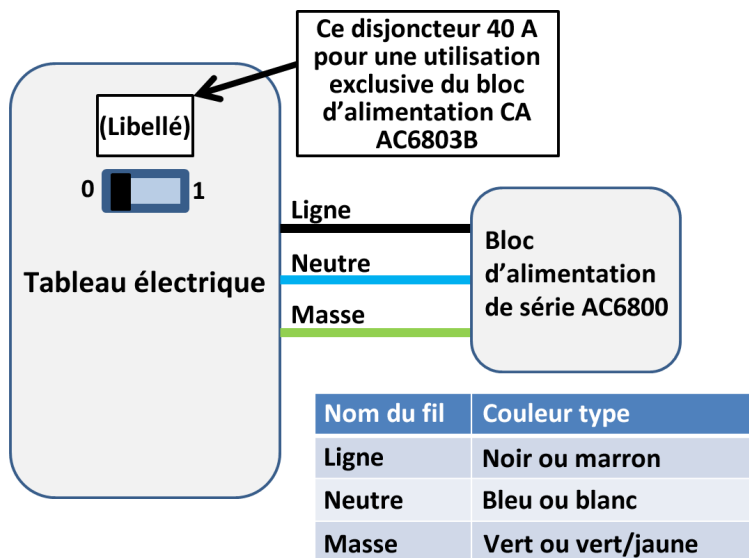 Ce disjoncteur 40 A
pour une utilisation
exclusive du bloc
d’alimentation CA
AC6803B
(Libellé)
0
1
Tableau électrique
Ligne
Neutre
Masse
Bloc
d’alimentation
de série AC6800
Nom du fil Couleur type
Ligne Noir ou marron
Neutre Bleu ou blanc
Masse Vert ou vert/jaune